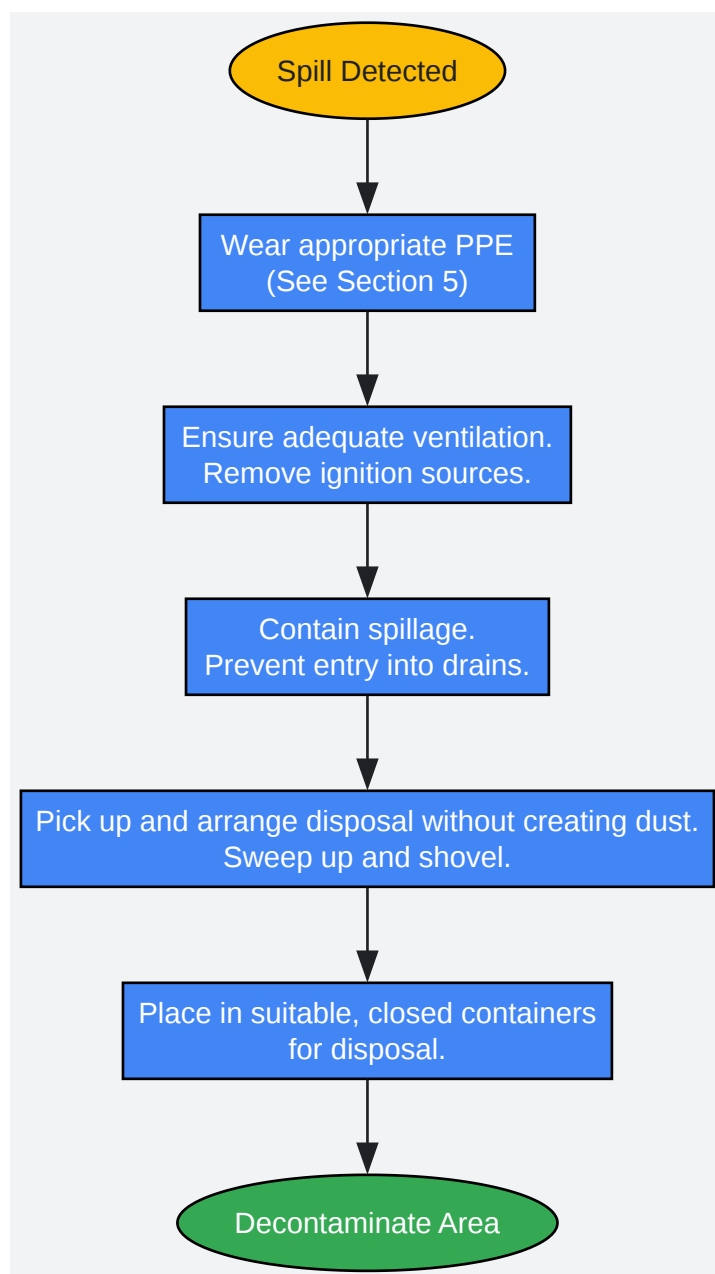 Spill Detected
Wear appropriate PPE
(See Section 5)
Ensure adequate ventilation.
Remove ignition sources.
Contain spillage.
Prevent entry into drains.
Pick up and arrange disposal without creating dust.
Sweep up and shovel.
Place in suitable, closed containers
for disposal.
Decontaminate Area